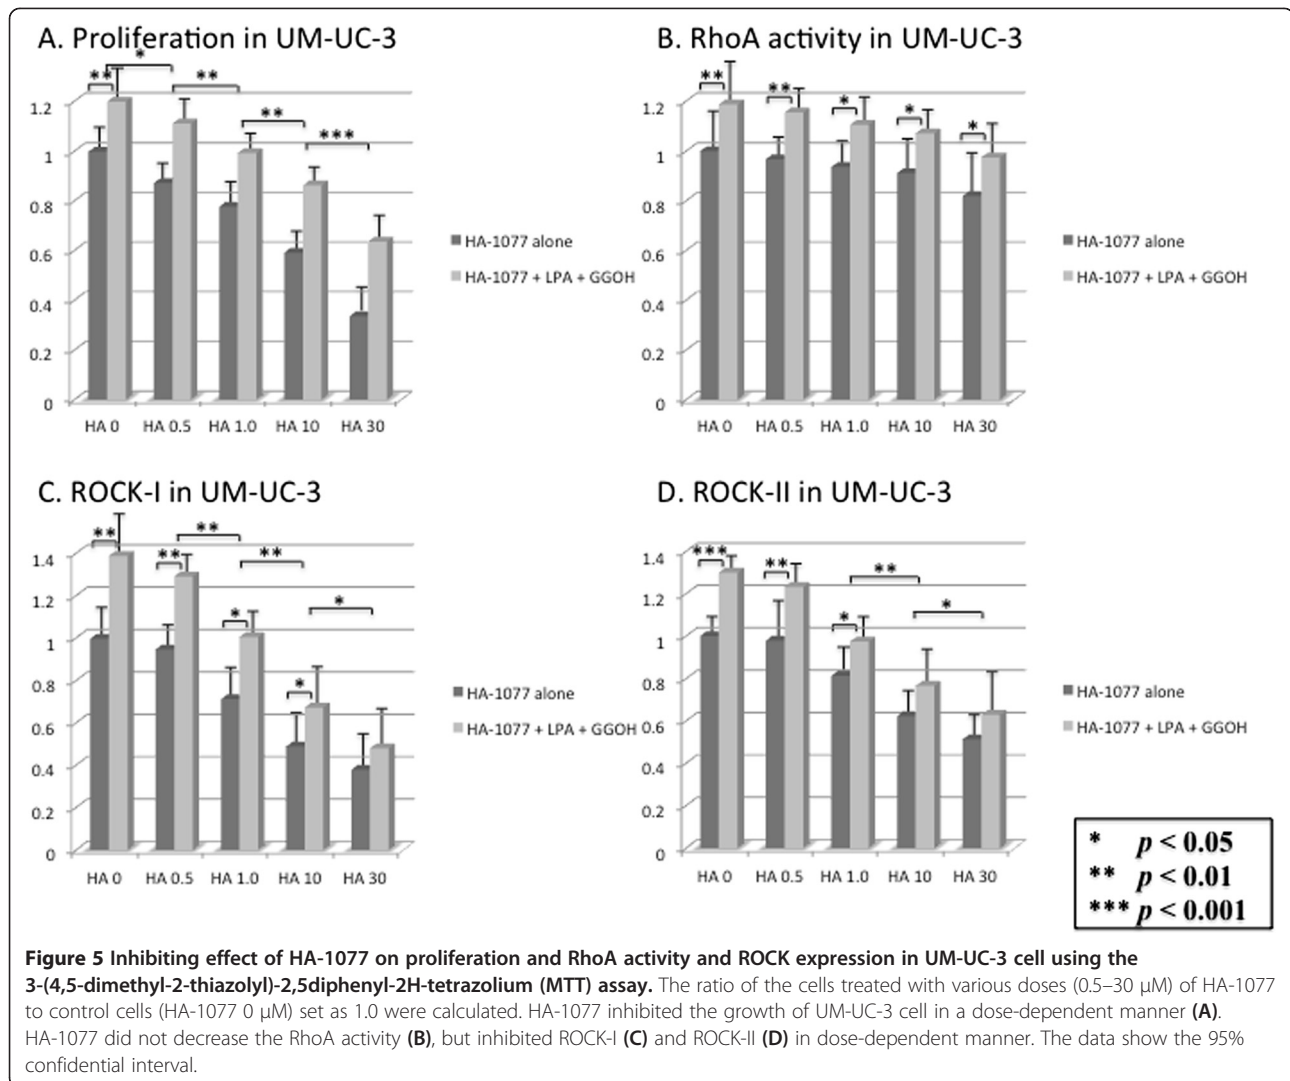 A. Proliferation in UM-UC-3
**
*
**
**
***
1.2
1
0.8
0.6
0.4
0.2
0
HA 0 HA 0.5 HA 1.0 HA 10 HA 30
HA-1077 alone
HA-1077 + LPA + GGOH
B. RhoA activity in UM-UC-3
**
**
*
*
*
1.2
1
0.8
0.6
0.4
0.2
0
HA 0 HA 0.5 HA 1.0 HA 10 HA 30
HA-1077 alone
HA-1077 + LPA + GGOH
C. ROCK-I in UM-UC-3
**
**
**
**
*
*
*
1.4
1.2
1
0.8
0.6
0.4
0.2
0
HA 0 HA 0.5 HA 1.0 HA 10 HA 30
HA-1077 alone
HA-1077 + LPA + GGOH
D. ROCK-II in UM-UC-3
***
**
**
*
*
1.4
1.2
1
0.8
0.6
0.4
0.2
0
HA 0 HA 0.5 HA 1.0 HA 10 HA 30
HA-1077 alone
HA-1077 + LPA + GGOH
* p < 0.05
** p < 0.01
*** p < 0.001
Figure 5 Inhibiting effect of HA-1077 on proliferation and RhoA activity and ROCK expression in UM-UC-3 cell using the
3-(4,5-dimethyl-2-thiazolyl)-2,5diphenyl-2H-tetrazolium (MTT) assay. The ratio of the cells treated with various doses (0.5–30 μM) of HA-1077
to control cells (HA-1077 0 μM) set as 1.0 were calculated. HA-1077 inhibited the growth of UM-UC-3 cell in a dose-dependent manner (A).
HA-1077 did not decrease the RhoA activity (B), but inhibited ROCK-I (C) and ROCK-II (D) in dose-dependent manner. The data show the 95%
confidential interval.